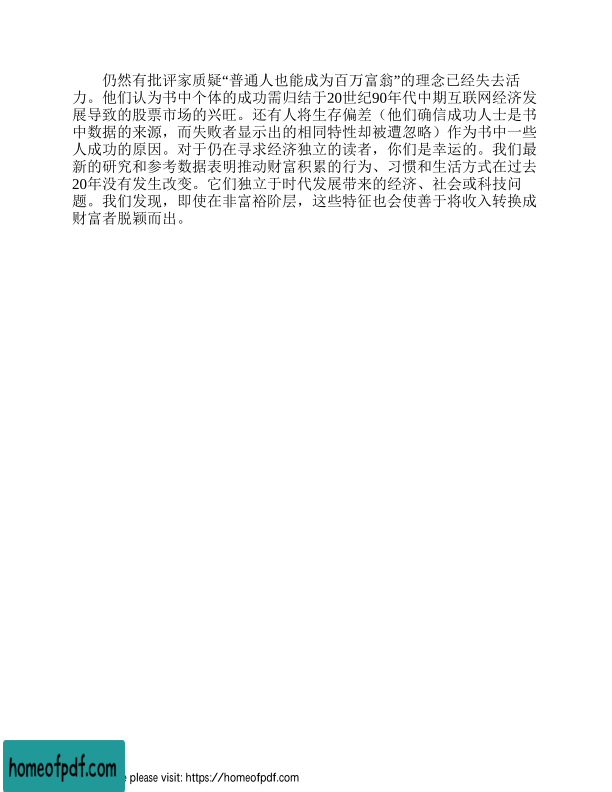 仍然有批评家质疑“普通人也能成为百万富翁”的理念已经失去活
力。他们认为书中个体的成功需归结于20世纪90年代中期互联网经济发
展导致的股票市场的兴旺。还有人将生存偏差（他们确信成功人士是书
中数据的来源，而失败者显示出的相同特性却被遭忽略）作为书中一些
人成功的原因。对于仍在寻求经济独立的读者，你们是幸运的。我们最
新的研究和参考数据表明推动财富积累的行为、习惯和生活方式在过去
20年没有发生改变。它们独立于时代发展带来的经济、社会或科技问
题。我们发现，即使在非富裕阶层，这些特征也会使善于将收入转换成
财富者脱颖而出。
homeofpdf.com
please visit: https://homeofpdf.com